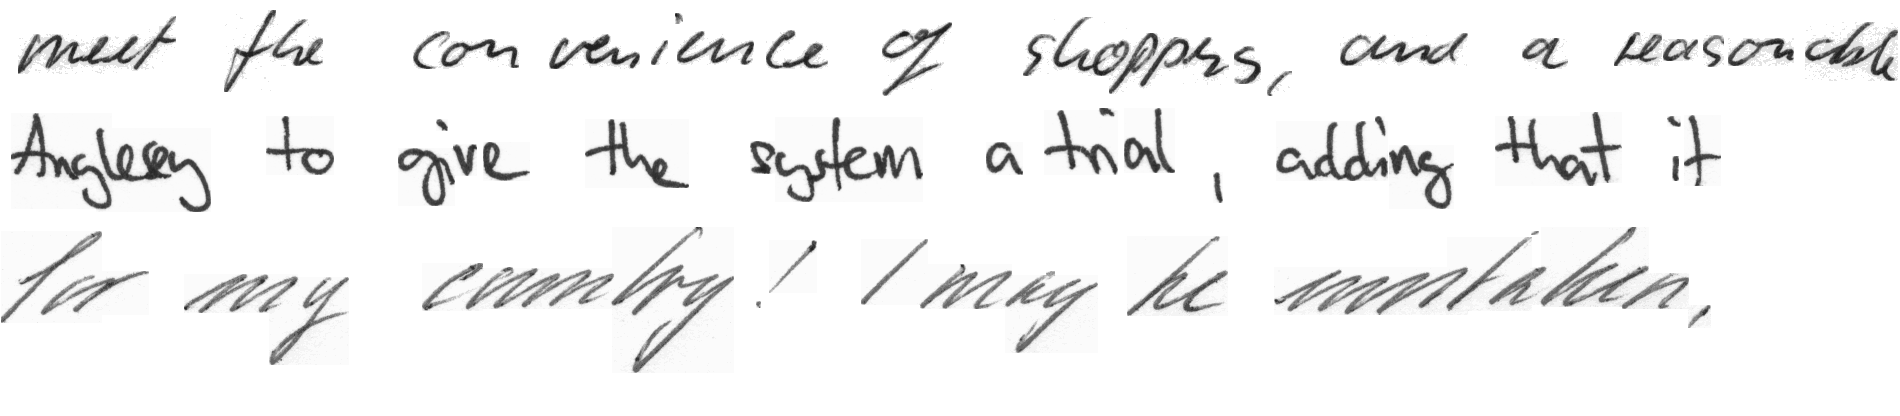 meet the convenience of shoppers, and a reasonable
Anglesey to give the system a trial, adding that it
for my country! I may be mistaken,